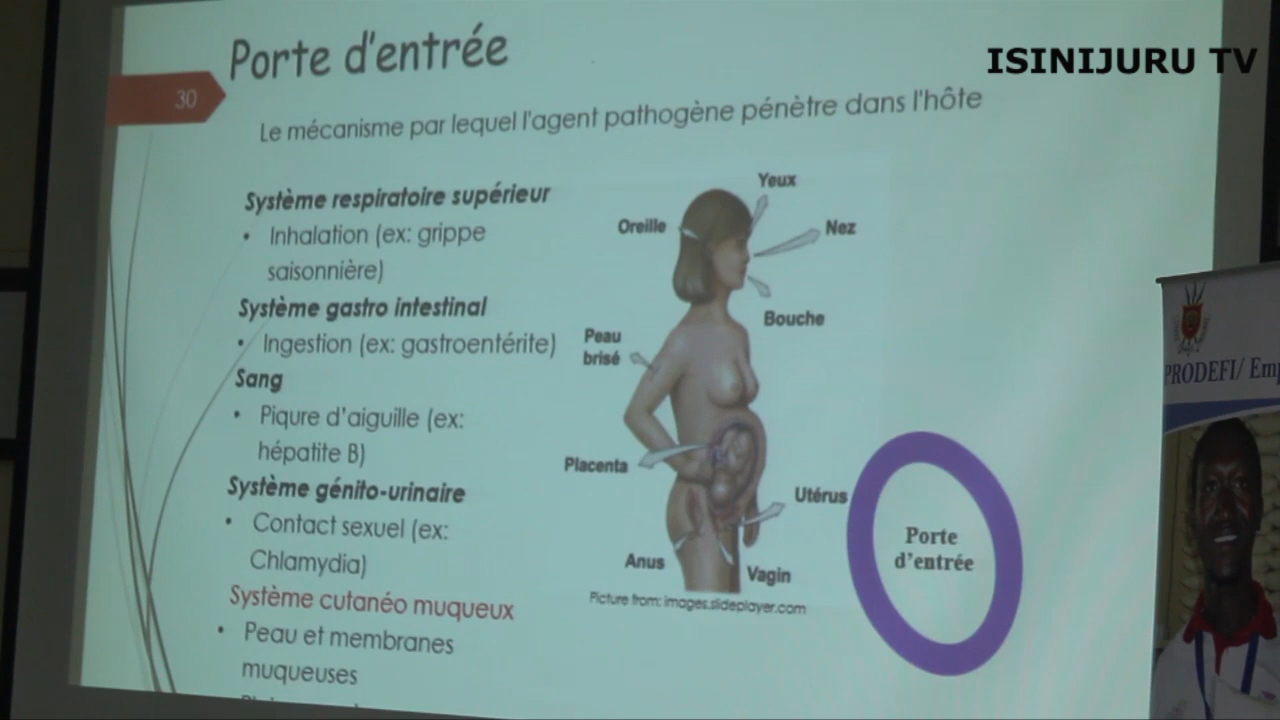 Porte d'entrée
ISINIJURU TV
30
Le mécanisme par lequel l'agent pathogène pénètre dans l'hôte
Système respiratoire supérieur
• Inhalation (ex: grippe
saisonnière)
Système gastro intestinal
• Ingestion (ex: gastroentérite)
Sang
• Piqure d'aiguille (ex:
hépatite B)
Système génito-urinaire
• Contact sexuel (ex:
Chlamydia)
Système cutanéo muqueux
• Peau et membranes
muqueuses
Yeux
Oreille
Nez
Bouche
Peau
brisé
Placenta
Utérus
Anus
Vagin
Picture from: images.slideplayer.com
Porte
d'entrée
PRODEFI/ Emp